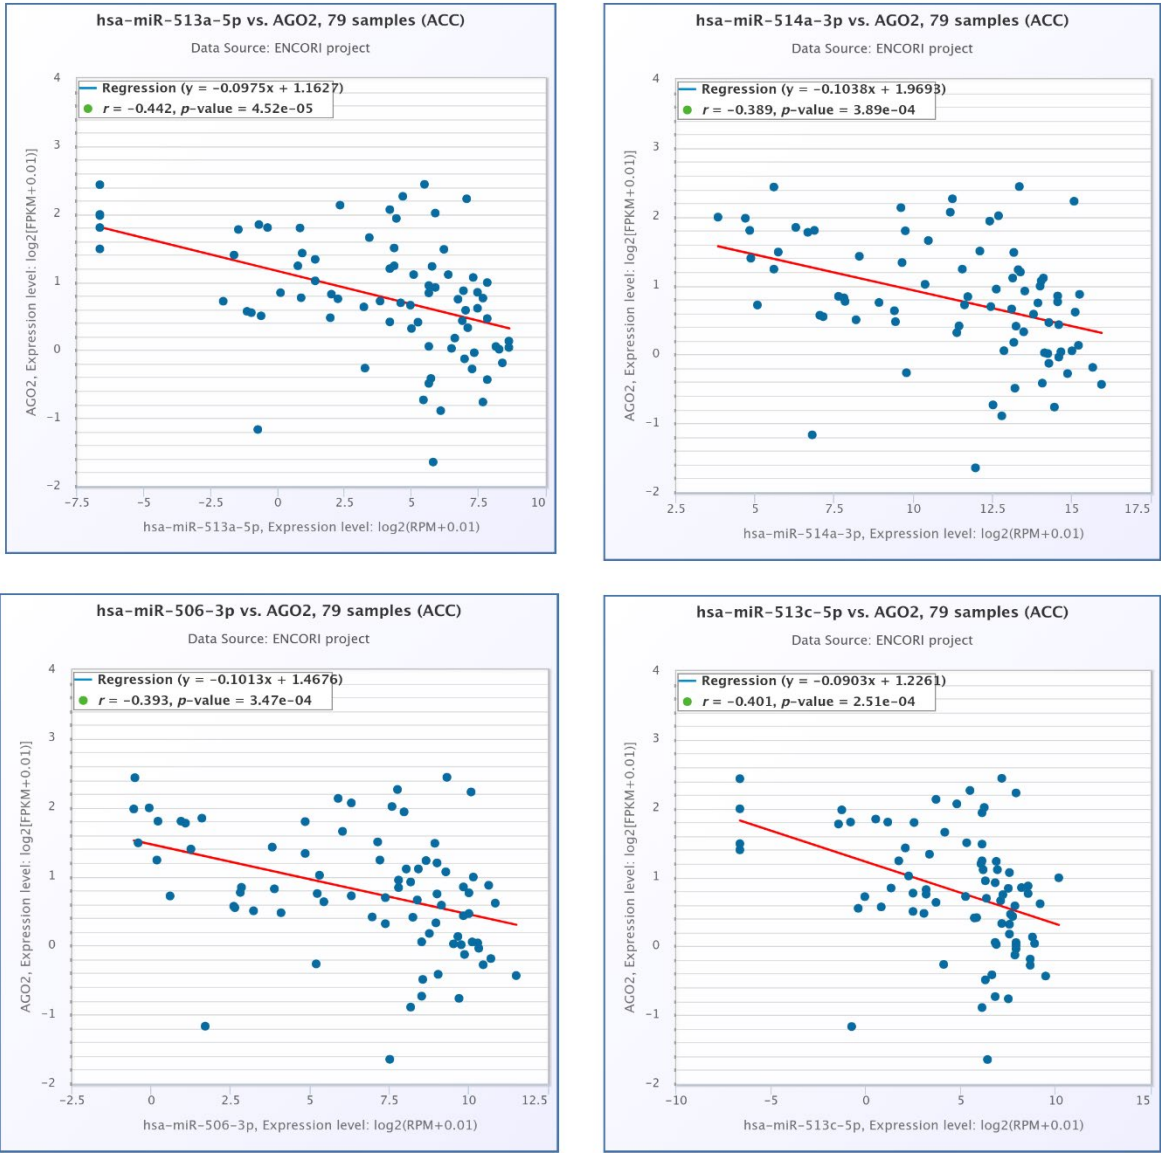 hsa-miR-513a-5p vs. AGO2, 79 samples (ACC)
Data Source: ENCORI project
Regression (y = -0.0975x + 1.1627)
r = -0.442, p-value = 4.52e-05
AGO2, Expression level: log2[FPKM+0.01)]
4
3
2
1
0
-1
-2
-7.5 -5 -2.5 0 2.5 5 7.5 10
hsa-miR-513a-5p, Expression level: log2(RPM+0.01)
hsa-miR-514a-3p vs. AGO2, 79 samples (ACC)
Data Source: ENCORI project
Regression (y = -0.1038x + 1.9693)
r = -0.389, p-value = 3.89e-04
AGO2, Expression level: log2[FPKM+0.01)]
4
3
2
1
0
-1
-2
2.5 5 7.5 10 12.5 15 17.5
hsa-miR-514a-3p, Expression level: log2(RPM+0.01)
hsa-miR-506-3p vs. AGO2, 79 samples (ACC)
Data Source: ENCORI project
Regression (y = -0.1013x + 1.4676)
r = -0.393, p-value = 3.47e-04
AGO2, Expression level: log2[FPKM+0.01)]
4
3
2
1
0
-1
-2
-2.5 0 2.5 5 7.5 10 12.5
hsa-miR-506-3p, Expression level: log2(RPM+0.01)
hsa-miR-513c-5p vs. AGO2, 79 samples (ACC)
Data Source: ENCORI project
Regression (y = -0.0903x + 1.2261)
r = -0.401, p-value = 2.51e-04
AGO2, Expression level: log2[FPKM+0.01)]
4
3
2
1
0
-1
-2
-10 -5 0 5 10 15
hsa-miR-513c-5p, Expression level: log2(RPM+0.01)